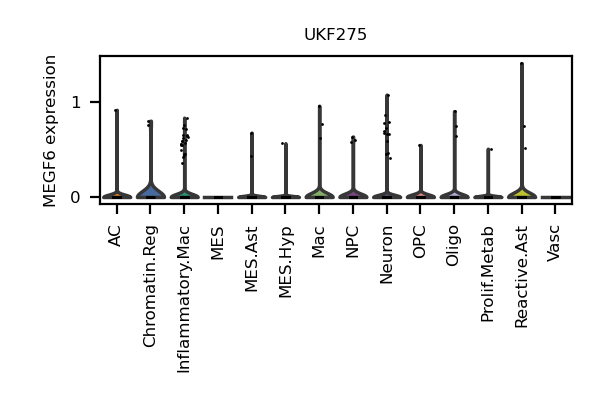 UKF275
MEGF6 expression
1
0
AC
Chromatin.Reg
Inflammatory.Mac
MES
MES.Ast
MES.Hyp
Mac
NPC
Neuron
OPC
Oligo
Prolif.Metab
Reactive.Ast
Vasc